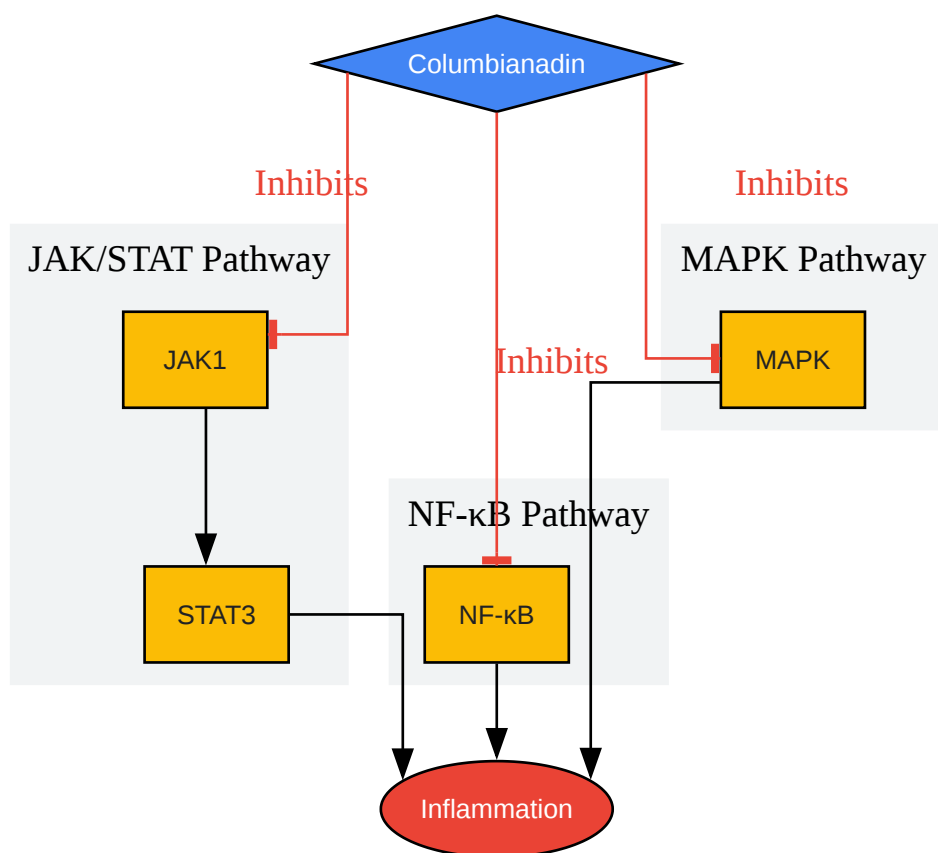 Columbianadin
Inhibits
Inhibits
JAK/STAT Pathway
MAPK Pathway
JAK1
Inhibits
MAPK
NF-κB Pathway
STAT3
NF-κB
Inflammation